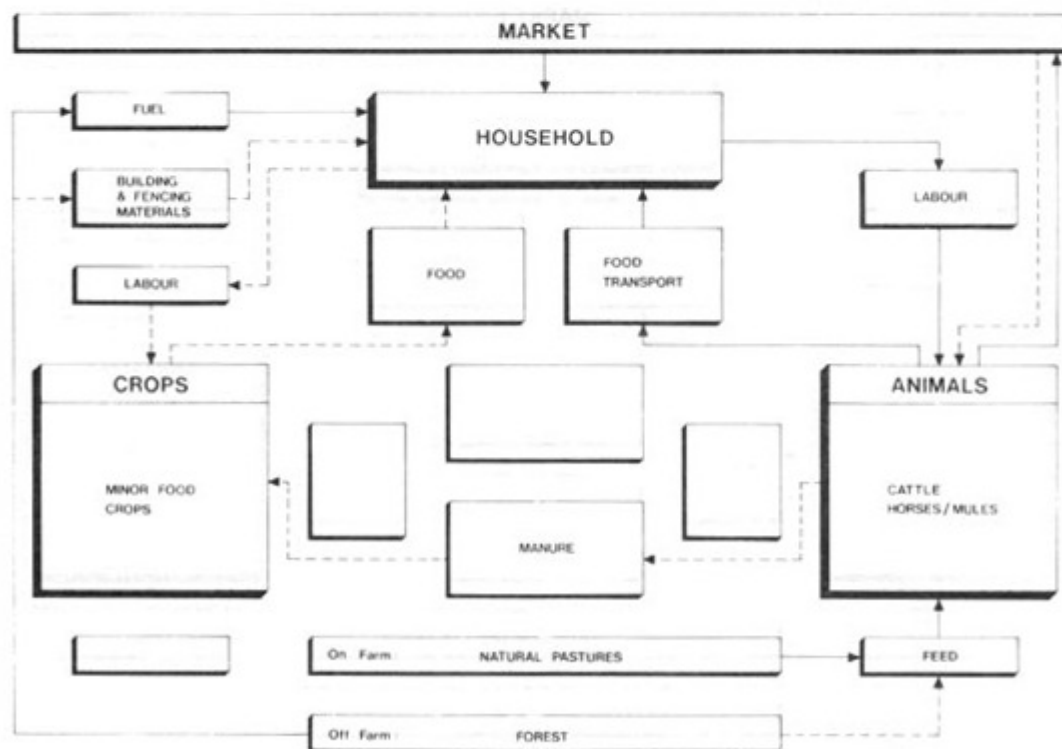 MARKET
FUEL
HOUSEHOLD
BUILDING
& FENCING
MATERIALS
LABOUR
LABOUR
FOOD
FOOD
TRANSPORT
CROPS
ANIMALS
MINOR FOOD
CROPS
CATTLE
HORSES/MULES
MANURE
On Farm: NATURAL PASTURES
FEED
Off Farm: FOREST